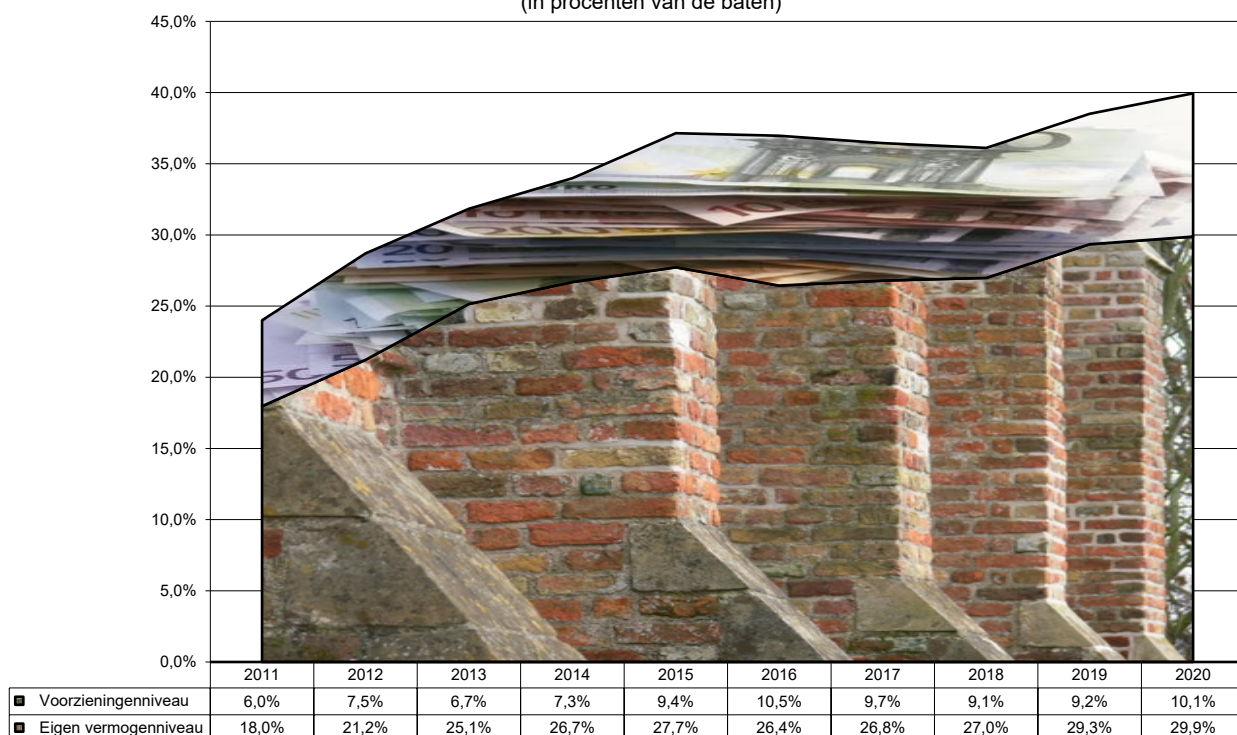 (in procenten van de baten)
45,0%
40,0%
35,0%
30,0%
25,0%
20,0%
15,0%
10,0%
5,0%
0,0%
2011 2012 2013 2014 2015 2016 2017 2018 2019 2020
Voorzieningenniveau 6,0% 7,5% 6,7% 7,3% 9,4% 10,5% 9,7% 9,1% 9,2% 10,1%
Eigen vermogenniveau 18,0% 21,2% 25,1% 26,7% 27,7% 26,4% 26,8% 27,0% 29,3% 29,9%